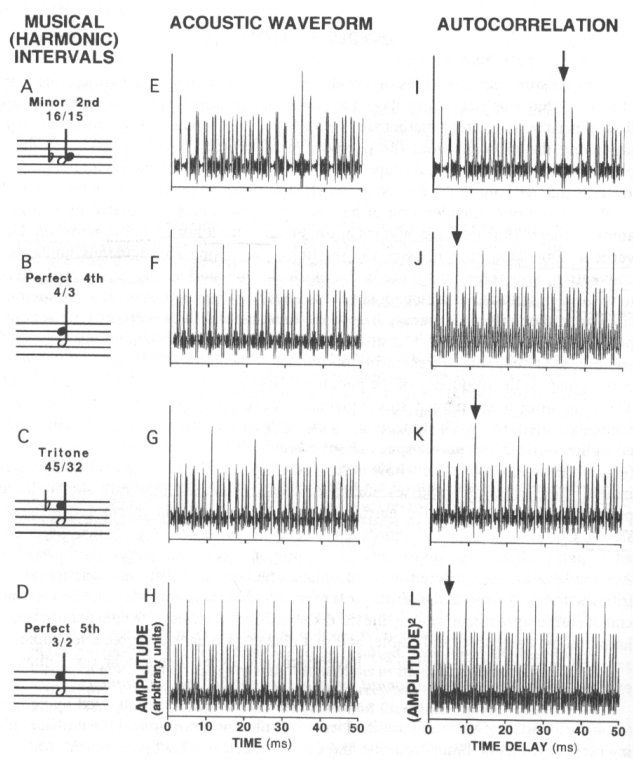 MUSICAL
(HARMONIC)
INTERVALS
ACOUSTIC WAVEFORM
AUTOCORRELATION
A
Minor 2nd
16/15
E
I
B
Perfect 4th
4/3
F
J
C
Tritone
45/32
G
K
D
Perfect 5th
3/2
H
AMPLITUDE
(arbitrary units)
0 10 20 30 40 50
TIME (ms)
L
(AMPLITUDE)²
0 10 20 30 40 50
TIME DELAY (ms)